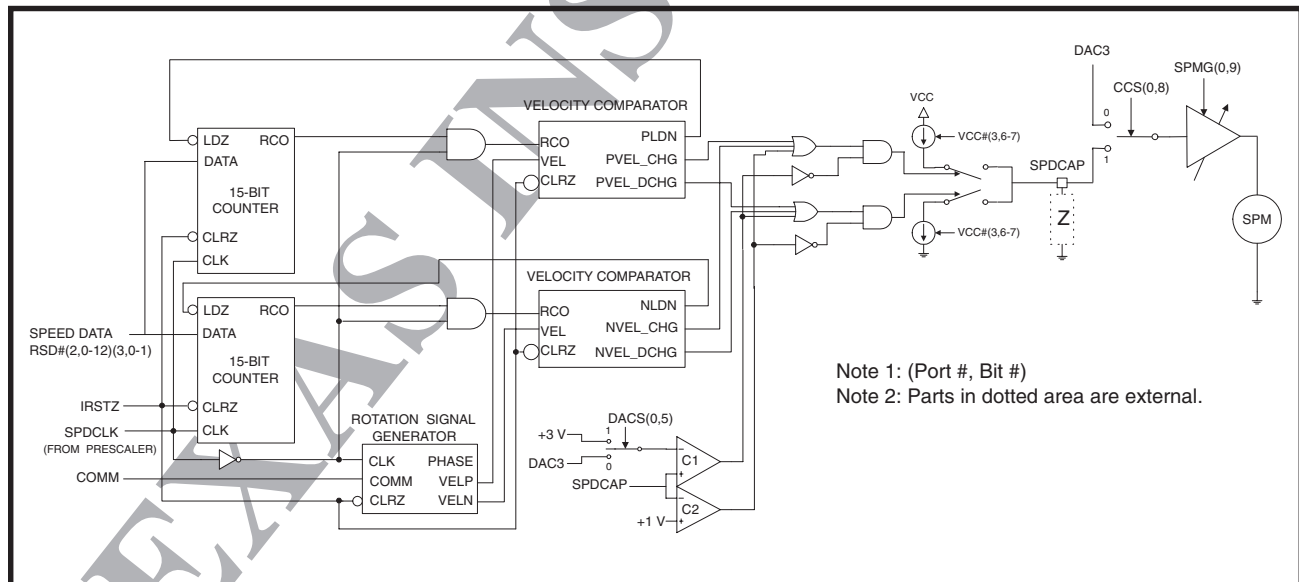 DAC3
SPMG(0,9)
CCS(0,8)
0
1
SPM
VCC
VCC#(3,6-7)
SPDCAP
Z
VCC#(3,6-7)
VELOCITY COMPARATOR
RCO
VEL
CLRZ
PLDN
PVEL_CHG
PVEL_DCHG
LDZ
RCO
DATA
15-BIT
COUNTER
CLRZ
CLK
VELOCITY COMPARATOR
RCO
VEL
CLRZ
NLDN
NVEL_CHG
NVEL_DCHG
LDZ
RCO
DATA
15-BIT
COUNTER
CLRZ
CLK
SPEED DATA
RSD#(2,0-12)(3,0-1)
IRSTZ
SPDCLK
(FROM PRESCALER)
COMM
ROTATION SIGNAL
GENERATOR
CLK
PHASE
COMM
VELP
CLRZ
VELN
DACS(0,5)
+3 V
1
DAC3
0
SPDCAP
+1 V
−
C1
+
−
C2
+
Note 1: (Port #, Bit #)
Note 2: Parts in dotted area are external.
EXAS INS